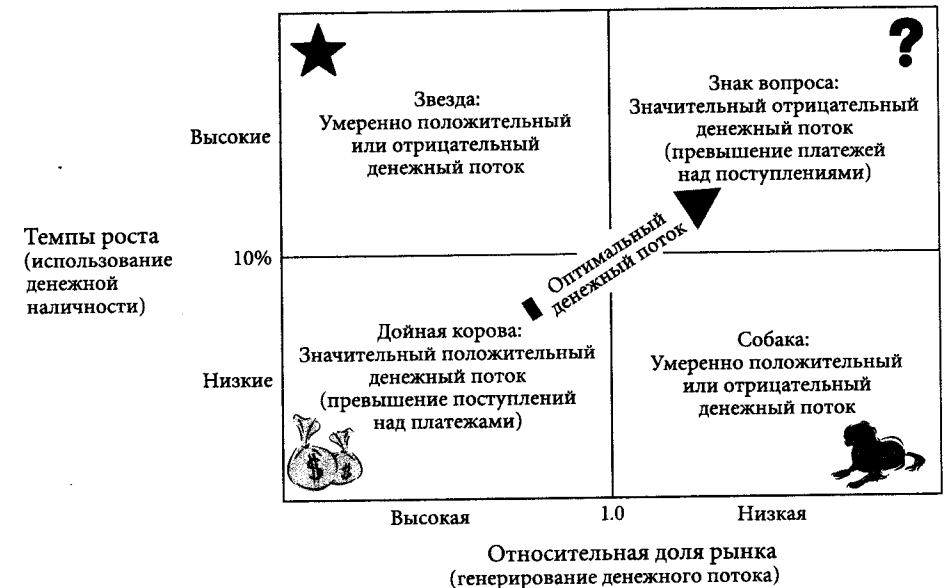 Звезда:
Умеренно положительный
или отрицательный
денежный поток
?
Знак вопроса:
Значительный отрицательный
денежный поток
(превышение платежей
над поступлениями)
Высокие
Темпы роста
(использование
денежной
наличности)
10%
Оптимальный
денежный поток
Дойная корова:
Значительный положительный
денежный поток
(превышение поступлений
над платежами)
Собака:
Умеренно положительный
или отрицательный
денежный поток
Низкие
$ $
Высокая
1.0
Низкая
Относительная доля рынка
(генерирование денежного потока)